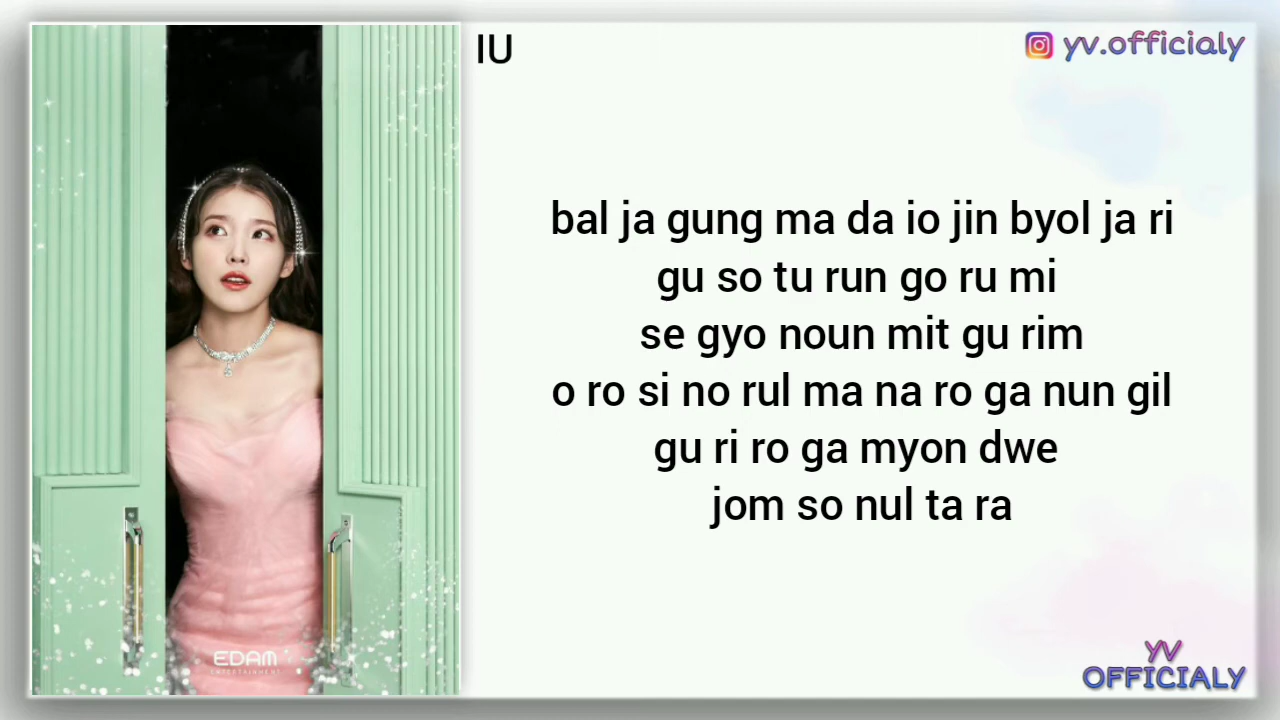 IU
yv.officialy
bal ja gung ma da io jin byol ja ri
gu so tu run go ru mi
se gyo noun mit gu rim
o ro si no rul ma na ro ga nun gil
gu ri ro ga myon dwe
jom so nul ta ra
EDAM
ENTERTAINMENT
YV
OFFICIALY